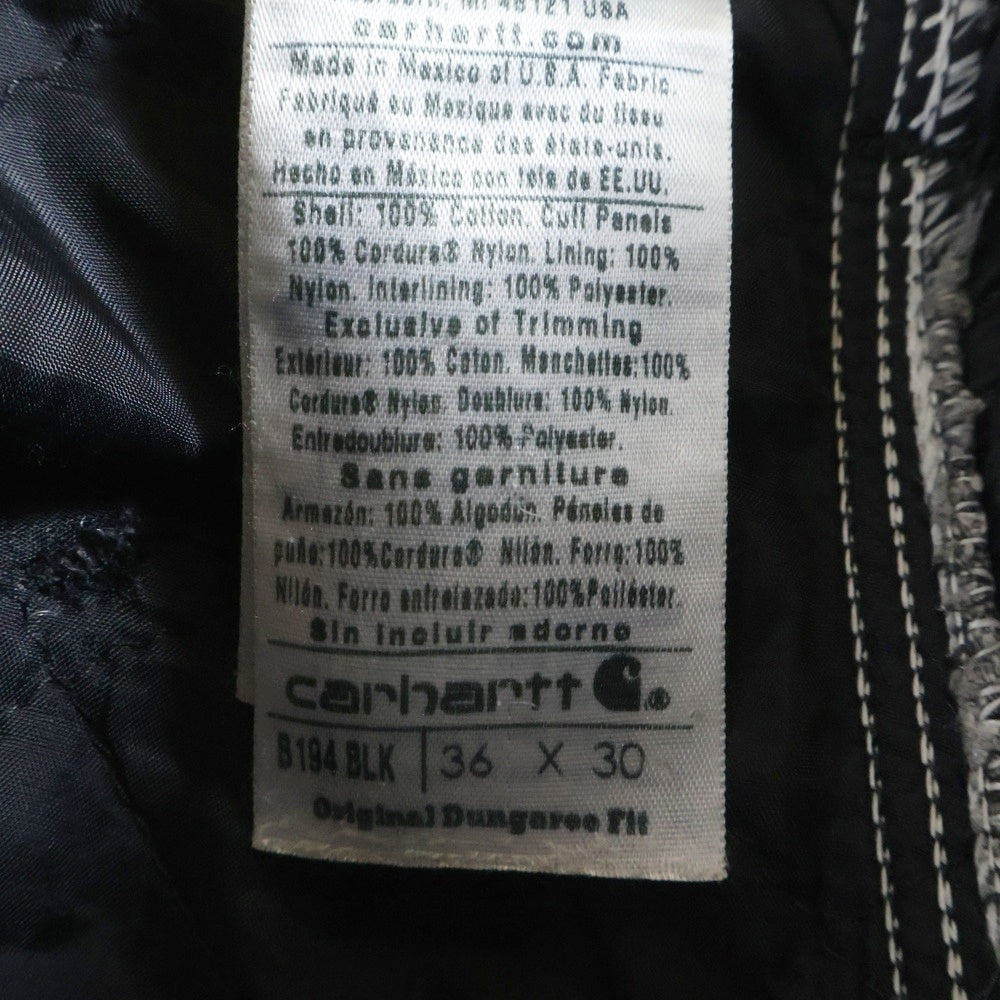 MI 48121 USA
carhartt.com
Made in Mexico of U.S.A. Fabric.
Fabriqué au Mexique avec du tissu
en provenance des états-unis.
Hecho en México con tela de EE.UU.
Shell: 100% Cotton. Cuff Panels
100% Cordura® Nylon. Lining: 100%
Nylon. Interlining: 100% Polyester.
Exclusive of Trimming
Extérieur: 100% Coton. Manchettes:100%
Cordura® Nylon. Doublure: 100% Nylon.
Entredoublure: 100% Polyester.
Sans garniture
Armazón: 100% Algodón. Páneles de
puño:100%Cordura® Nilón. Forro:100%
Nilón. Forro entrelazado:100%Poliéster.
Sin incluir adorno
carhartt ®
B194 BLK | 36 X 30
Original Dungaree Fit